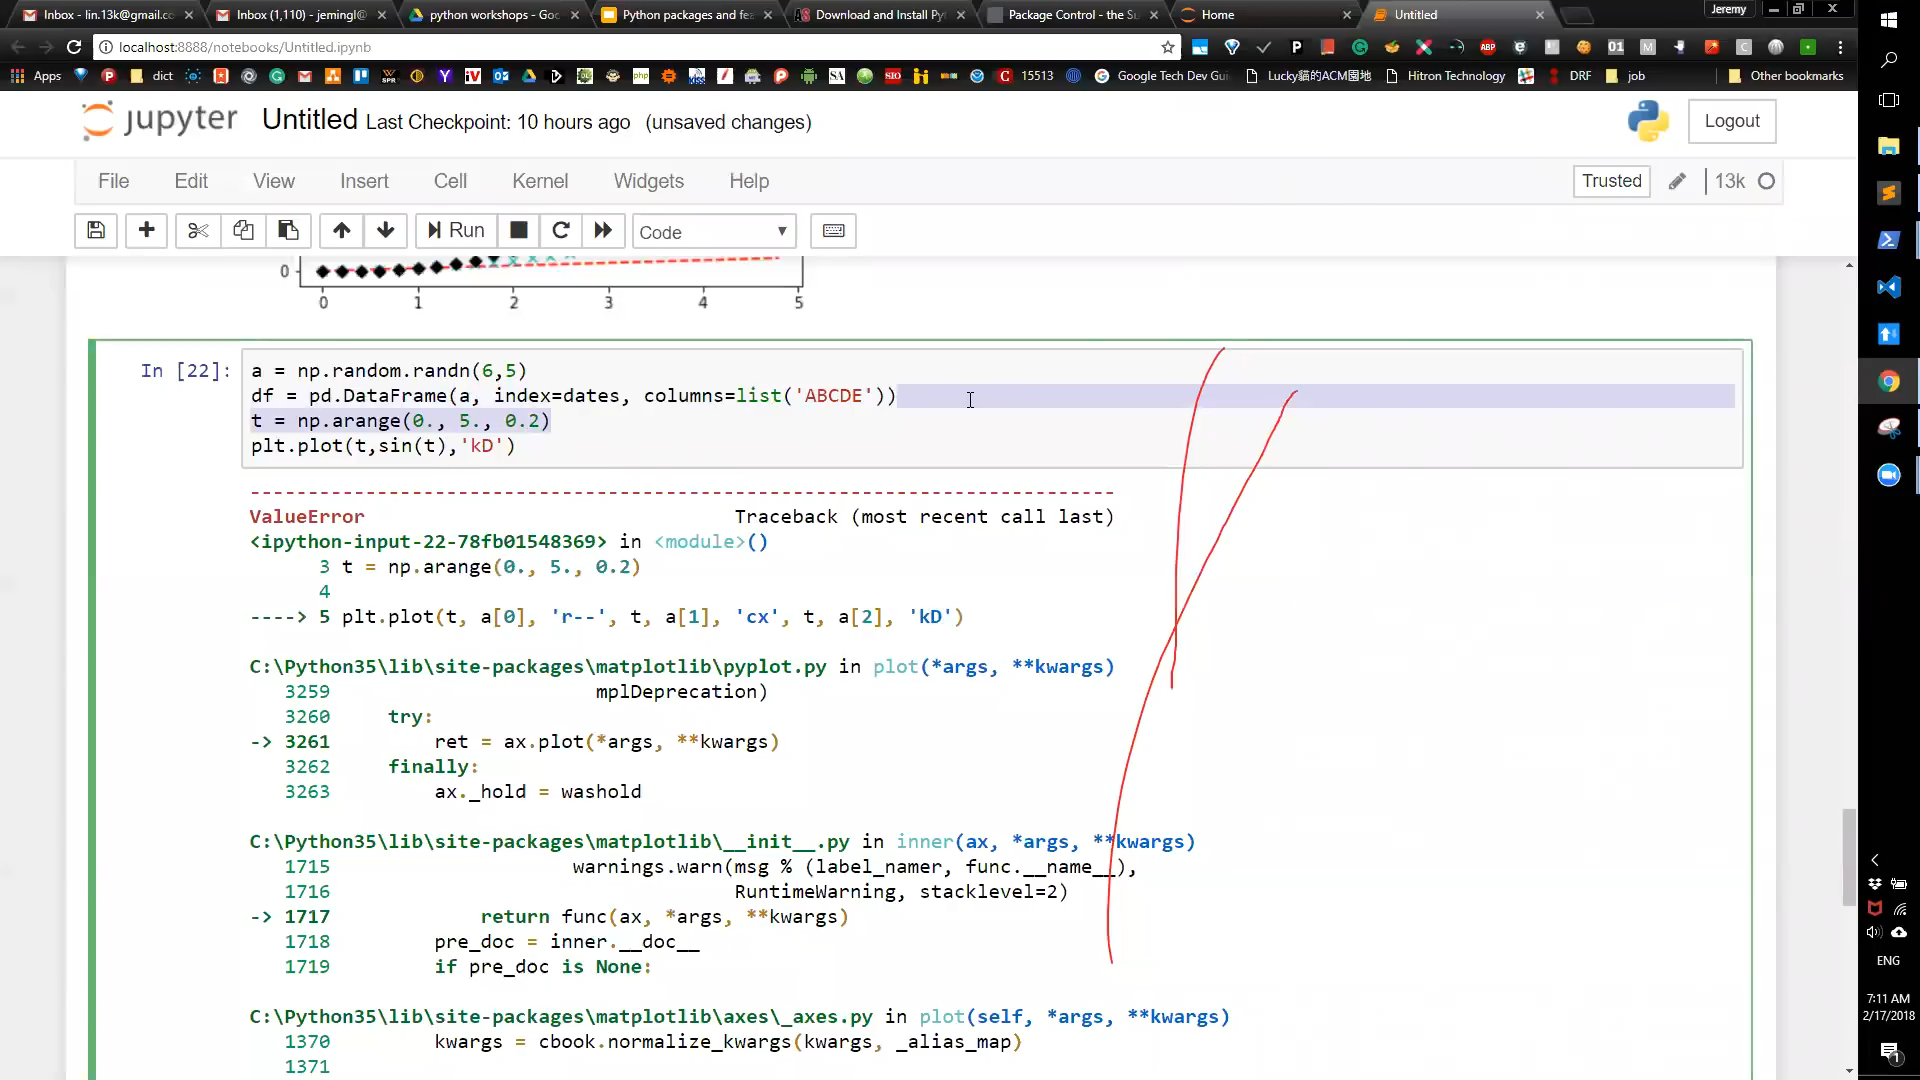 Inbox - lin.13k@gmail.co
Inbox (1,110) - jemingl@
python workshops - Goo
Python packages and fea
Download and Install Py
Package Control - the Su
Home
Untitled
Jeremy
localhost:8888/notebooks/Untitled.ipynb
Apps
dict
15513
Google Tech Dev Gui
Lucky貓的ACM園地
Hitron Technology
DRF
job
Other bookmarks
jupyter Untitled Last Checkpoint: 10 hours ago (unsaved changes)
Logout
File Edit View Insert Cell Kernel Widgets Help
Trusted
13k
Run
Code
0
0 1 2 3 4 5
In [22]:
a = np.random.randn(6,5)
df = pd.DataFrame(a, index=dates, columns=list('ABCDE'))
t = np.arange(0., 5., 0.2)
plt.plot(t,sin(t),'kD')
---------------------------------------------------------------------------
ValueError Traceback (most recent call last)
<ipython-input-22-78fb01548369> in <module>()
3 t = np.arange(0., 5., 0.2)
4
----> 5 plt.plot(t, a[0], 'r--', t, a[1], 'cx', t, a[2], 'kD')
C:\Python35\lib\site-packages\matplotlib\pyplot.py in plot(*args, **kwargs)
3259 mplDeprecation)
3260 try:
-> 3261 ret = ax.plot(*args, **kwargs)
3262 finally:
3263 ax._hold = washold
C:\Python35\lib\site-packages\matplotlib\__init__.py in inner(ax, *args, **kwargs)
1715 warnings.warn(msg % (label_namer, func.__name__),
1716 RuntimeWarning, stacklevel=2)
-> 1717 return func(ax, *args, **kwargs)
1718 pre_doc = inner.__doc__
1719 if pre_doc is None:
C:\Python35\lib\site-packages\matplotlib\axes\_axes.py in plot(self, *args, **kwargs)
1370 kwargs = cbook.normalize_kwargs(kwargs, _alias_map)
1371
ENG
7:11 AM
2/17/2018